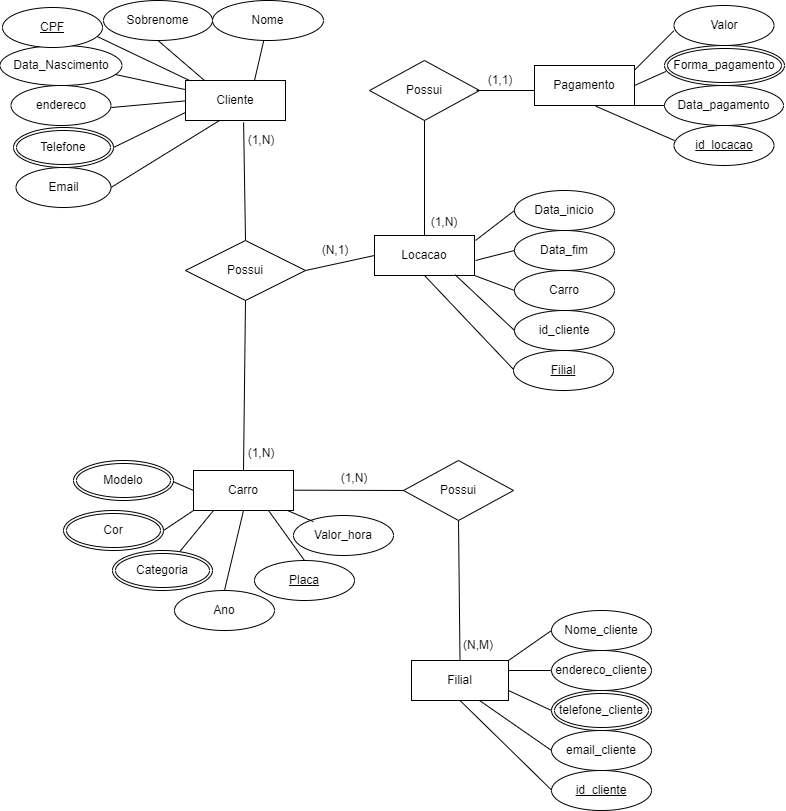 CPF
Sobrenome
Nome
Data_Nascimento
endereco
Telefone
Email
Cliente
(1,N)
Possui
(1,1)
Pagamento
Valor
Forma_pagamento
Data_pagamento
id_locacao
(1,N)
Possui
(N,1)
Locacao
Data_inicio
Data_fim
Carro
id_cliente
Filial
(1,N)
Carro
(1,N)
Possui
Modelo
Cor
Categoria
Ano
Placa
Valor_hora
(N,M)
Filial
Nome_cliente
endereco_cliente
telefone_cliente
email_cliente
id_cliente